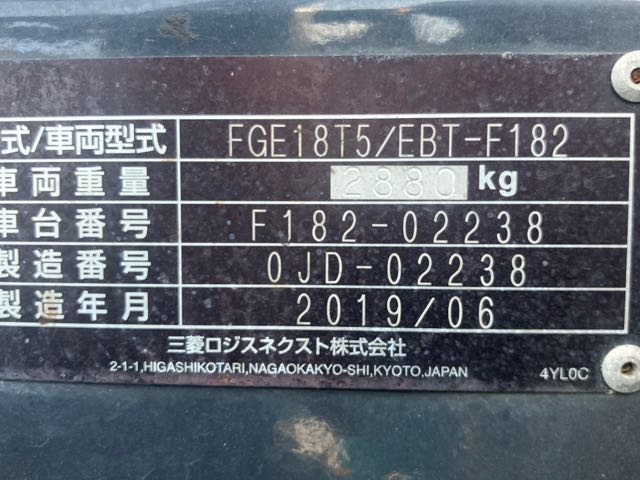 式/車両型式 FGE18T5/EBT-F182
車両重量 2880 kg
車台番号 F182-02238
製造番号 0JD-02238
製造年月 2019/06
三菱ロジスネクスト株式会社
2-1-1,HIGASHIKOTARI,NAGAOKAKYO-SHI,KYOTO,JAPAN 4YL0C